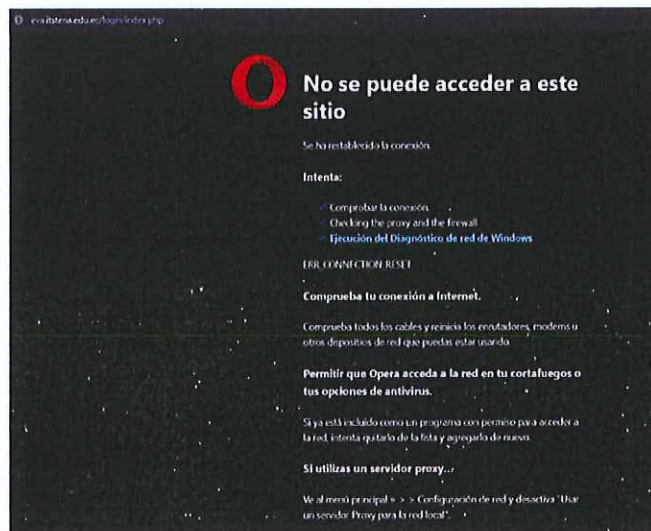 eva.itstena.edu.ec/login/index.php
No se puede acceder a este
sitio
Se ha restablecido la conexión.
Intenta:
Comprobar la conexión.
Checking the proxy and the firewall
Ejecución del Diagnóstico de red de Windows
ERR_CONNECTION_RESET
Comprueba tu conexión a Internet.
Comprueba todos los cables y reinicia los enrutadores, modems u
otros dispositivos de red que puedas estar usando.
Permitir que Opera acceda a la red en tu cortafuegos o
tus opciones de antivirus.
Si ya está incluido como un programa con permiso para acceder a
la red, intenta quitarlo de la lista y agregarlo de nuevo.
Si utilizas un servidor proxy...
Ve al menú principal > > > Configuración de red y desactiva "Usar
un servidor Proxy para la red local".